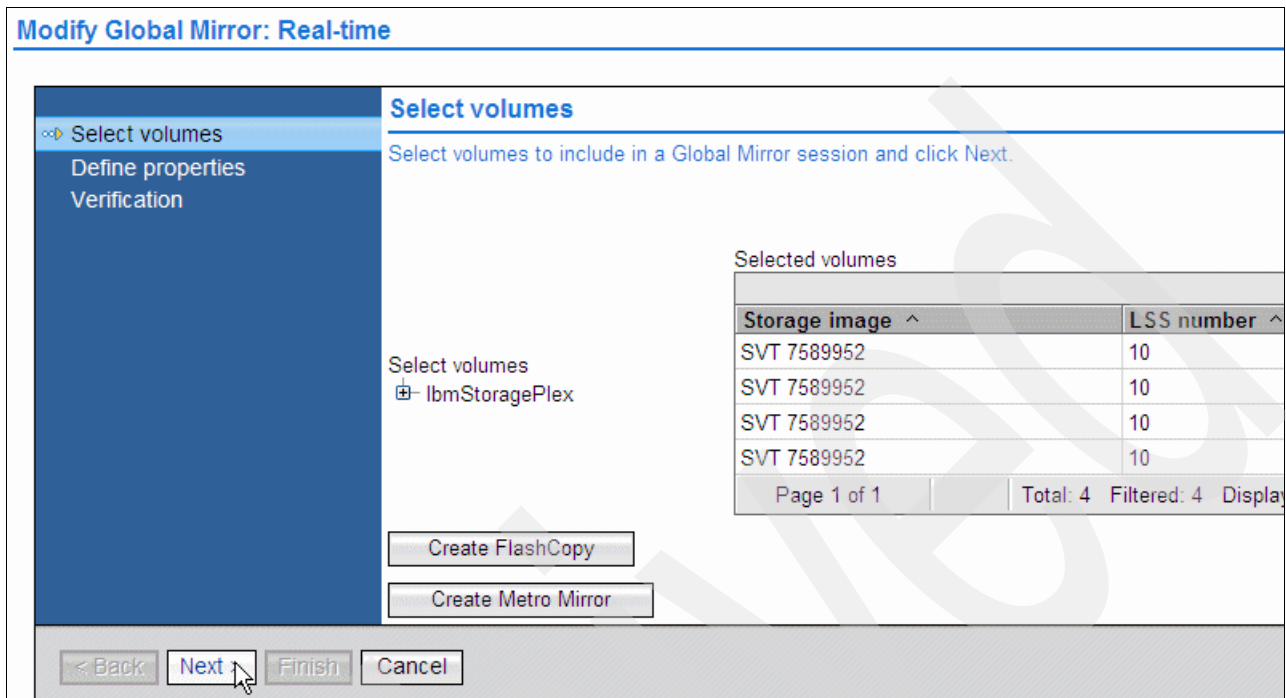 Modify Global Mirror: Real-time
Select volumes
Define properties
Verification
Select volumes
Select volumes to include in a Global Mirror session and click Next.
Selected volumes
Storage image ^ LSS number ^
SVT 7589952 10
SVT 7589952 10
SVT 7589952 10
SVT 7589952 10
Page 1 of 1 Total: 4 Filtered: 4 Display
Select volumes
IbmStoragePlex
Create FlashCopy
Create Metro Mirror
< Back Next > Finish Cancel